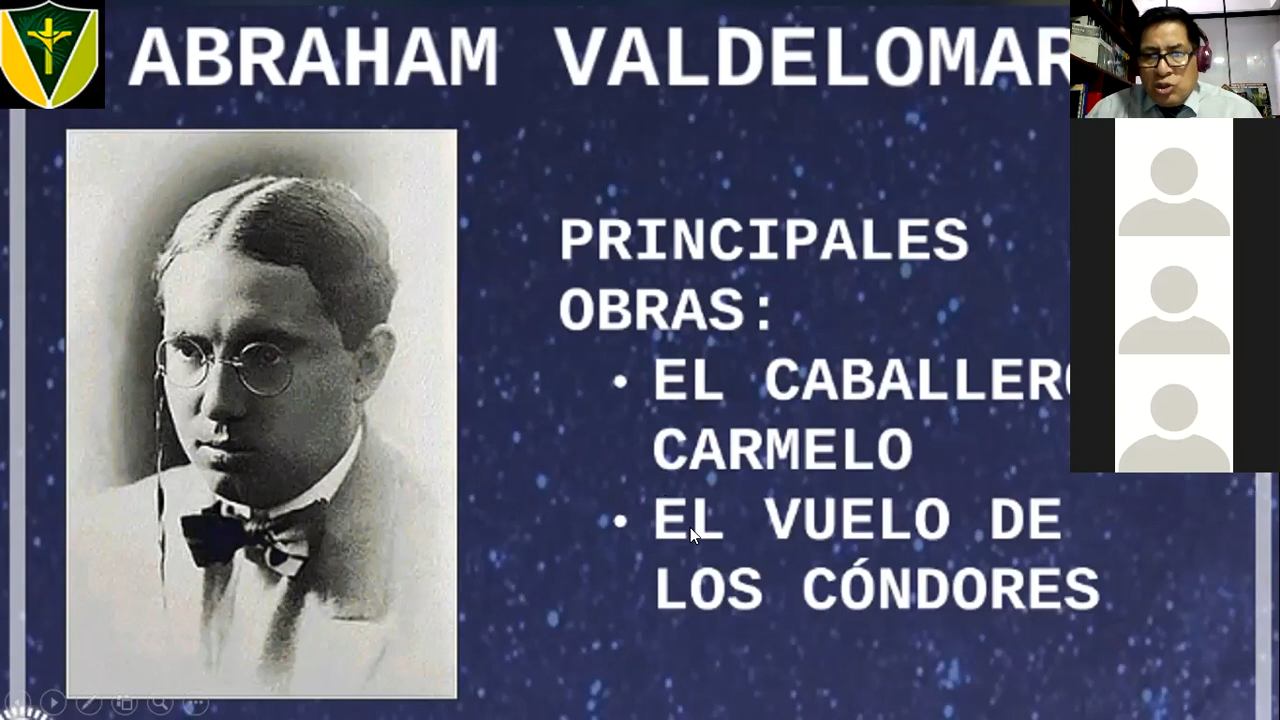 ABRAHAM VALDELOMAR
PRINCIPALES
OBRAS:
• EL CABALLERO
CARMELO
• EL VUELO DE
LOS CÓNDORES